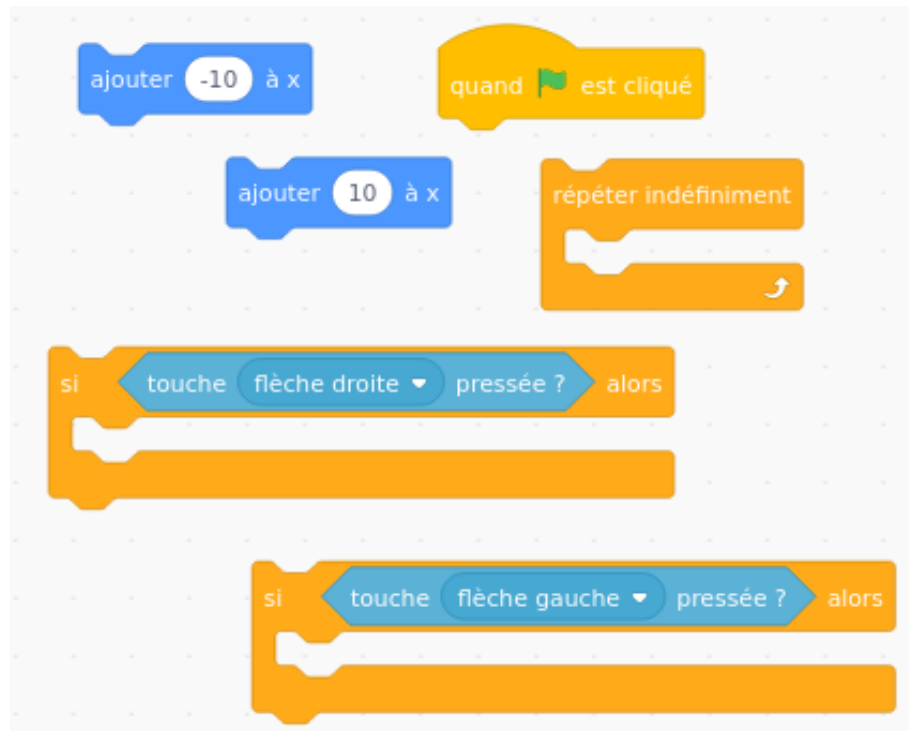 ajouter -10 à x
quand est cliqué
ajouter 10 à x
répéter indéfiniment
si touche flèche droite pressée ? alors
si touche flèche gauche pressée ? alors